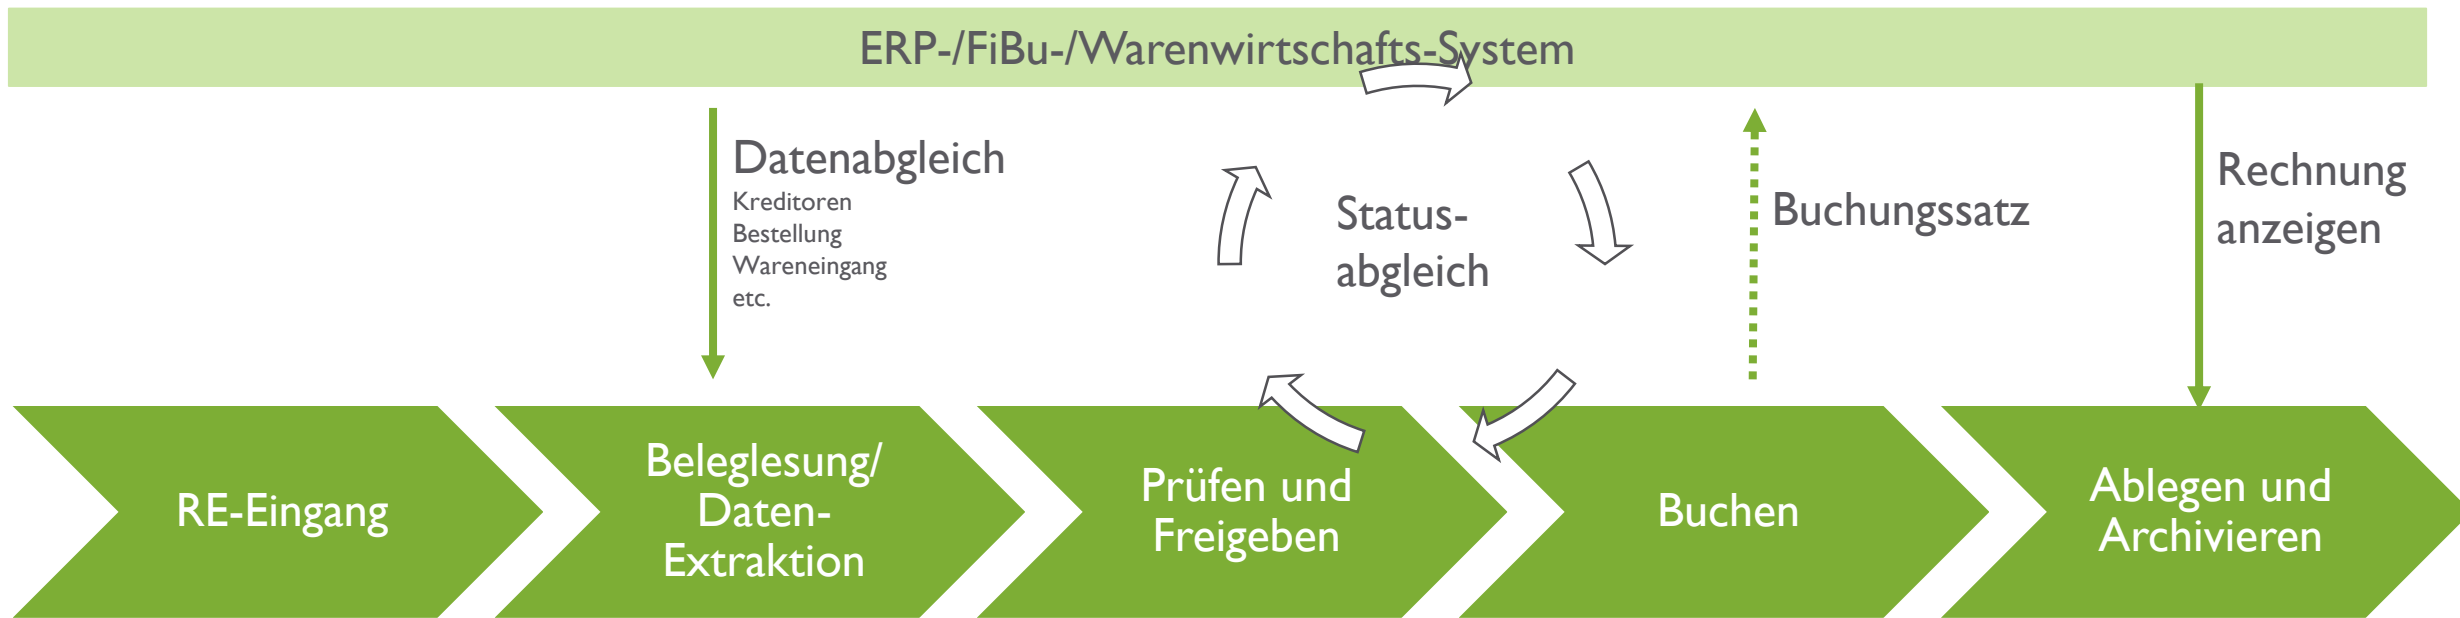 ERP-/FiBu-/Warenwirtschafts-System
Datenabgleich
Kreditoren
Bestellung
Wareneingang
etc.
Status-
abgleich
Buchungssatz
Rechnung
anzeigen
RE-Eingang
Beleglesung/
Daten-
Extraktion
Prüfen und
Freigeben
Buchen
Ablegen und
Archivieren